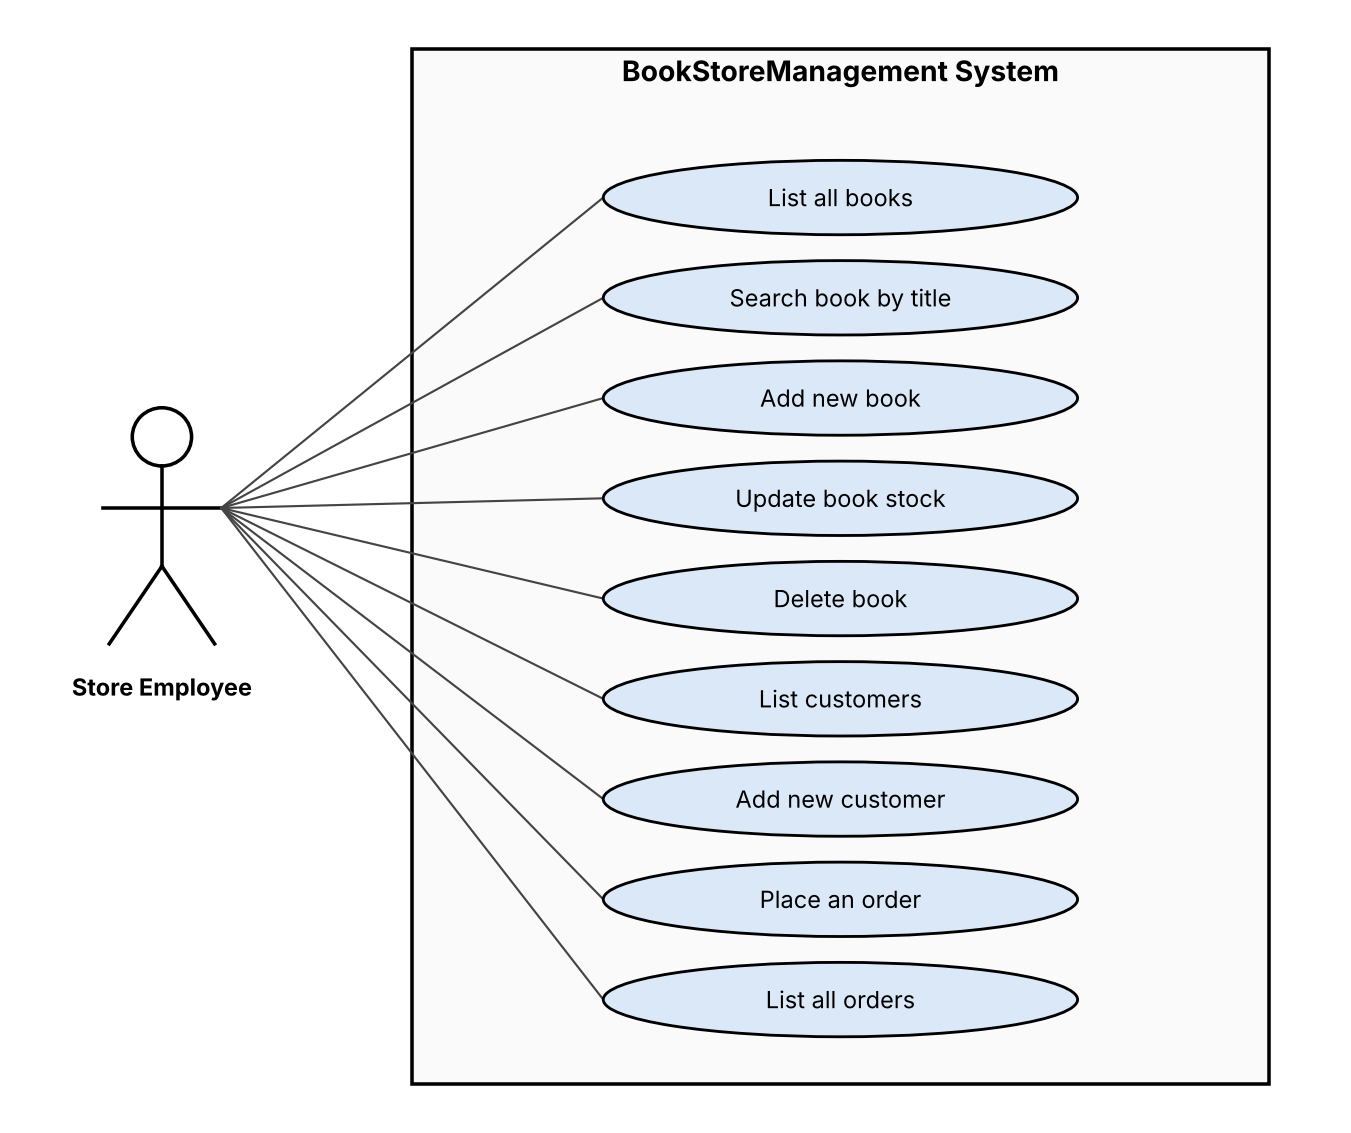 BookStoreManagement System
List all books
Search book by title
Add new book
Update book stock
Delete book
List customers
Store Employee
Add new customer
Place an order
List all orders